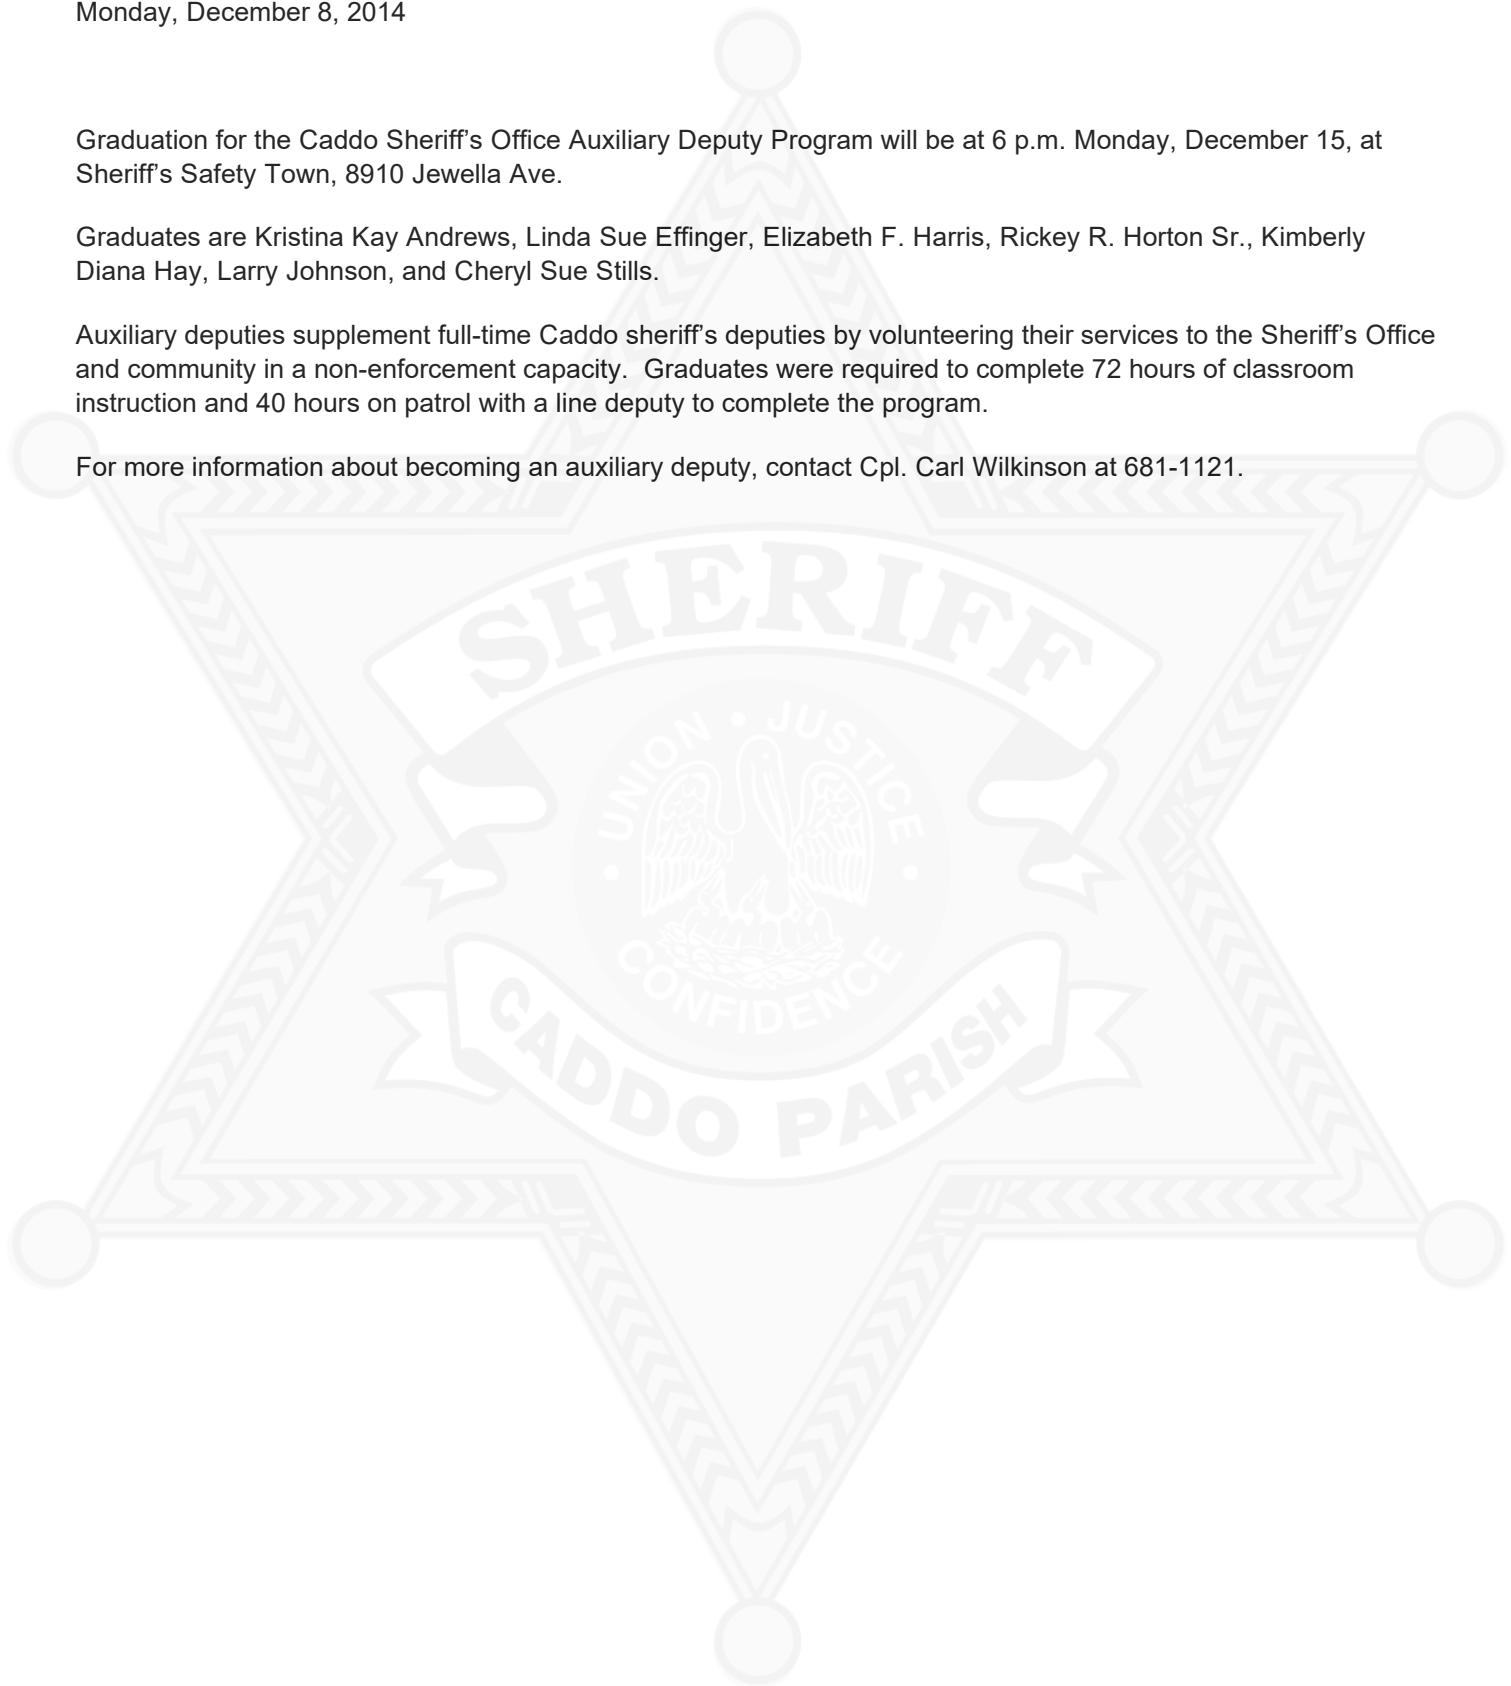 Monday, December 8, 2014
Graduation for the Caddo Sheriff’s Office Auxiliary Deputy Program will be at 6 p.m. Monday, December 15, at
Sheriff’s Safety Town, 8910 Jewella Ave.
Graduates are Kristina Kay Andrews, Linda Sue Effinger, Elizabeth F. Harris, Rickey R. Horton Sr., Kimberly
Diana Hay, Larry Johnson, and Cheryl Sue Stills.
Auxiliary deputies supplement full-time Caddo sheriff’s deputies by volunteering their services to the Sheriff’s Office
and community in a non-enforcement capacity.  Graduates were required to complete 72 hours of classroom
instruction and 40 hours on patrol with a line deputy to complete the program.
For more information about becoming an auxiliary deputy, contact Cpl. Carl Wilkinson at 681-1121.
SHERIFF
UNION • JUSTICE
• CONFIDENCE •
CADDO PARISH